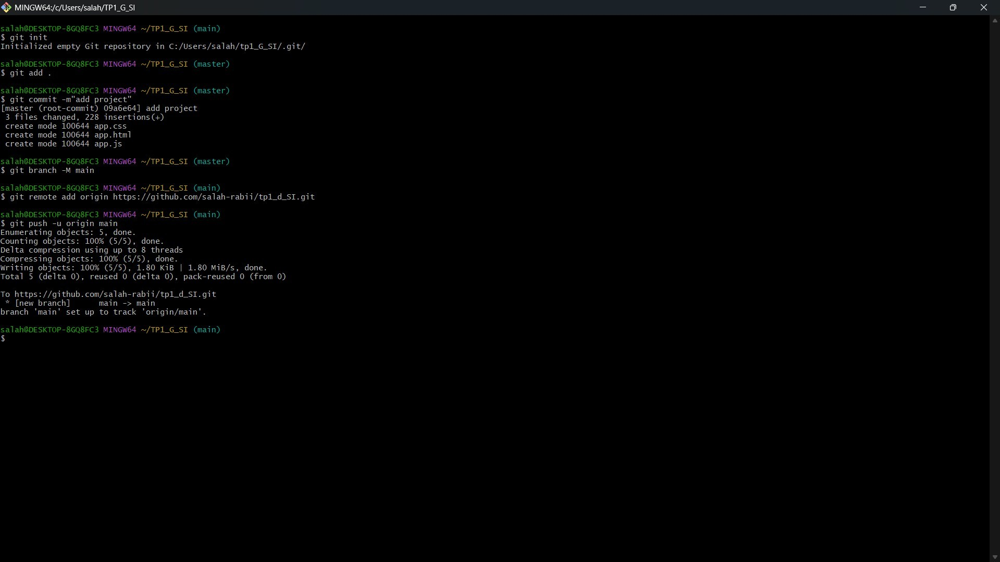 MINGW64:/c/Users/salah/TP1_G_SI
salah@DESKTOP-8GQ8FC3 MINGW64 ~/TP1_G_SI (main)
$ git init
Initialized empty Git repository in C:/Users/salah/tp1_G_SI/.git/
salah@DESKTOP-8GQ8FC3 MINGW64 ~/TP1_G_SI (master)
$ git add .
salah@DESKTOP-8GQ8FC3 MINGW64 ~/TP1_G_SI (master)
$ git commit -m"add project"
[master (root-commit) 09a6e64] add project
 3 files changed, 228 insertions(+)
 create mode 100644 app.css
 create mode 100644 app.html
 create mode 100644 app.js
salah@DESKTOP-8GQ8FC3 MINGW64 ~/TP1_G_SI (master)
$ git branch -M main
salah@DESKTOP-8GQ8FC3 MINGW64 ~/TP1_G_SI (main)
$ git remote add origin https://github.com/salah-rabii/tp1_d_SI.git
salah@DESKTOP-8GQ8FC3 MINGW64 ~/TP1_G_SI (main)
$ git push -u origin main
Enumerating objects: 5, done.
Counting objects: 100% (5/5), done.
Delta compression using up to 8 threads
Compressing objects: 100% (5/5), done.
Writing objects: 100% (5/5), 1.80 KiB | 1.80 MiB/s, done.
Total 5 (delta 0), reused 0 (delta 0), pack-reused 0 (from 0)
To https://github.com/salah-rabii/tp1_d_SI.git
 * [new branch]      main -> main
branch 'main' set up to track 'origin/main'.
salah@DESKTOP-8GQ8FC3 MINGW64 ~/TP1_G_SI (main)
$